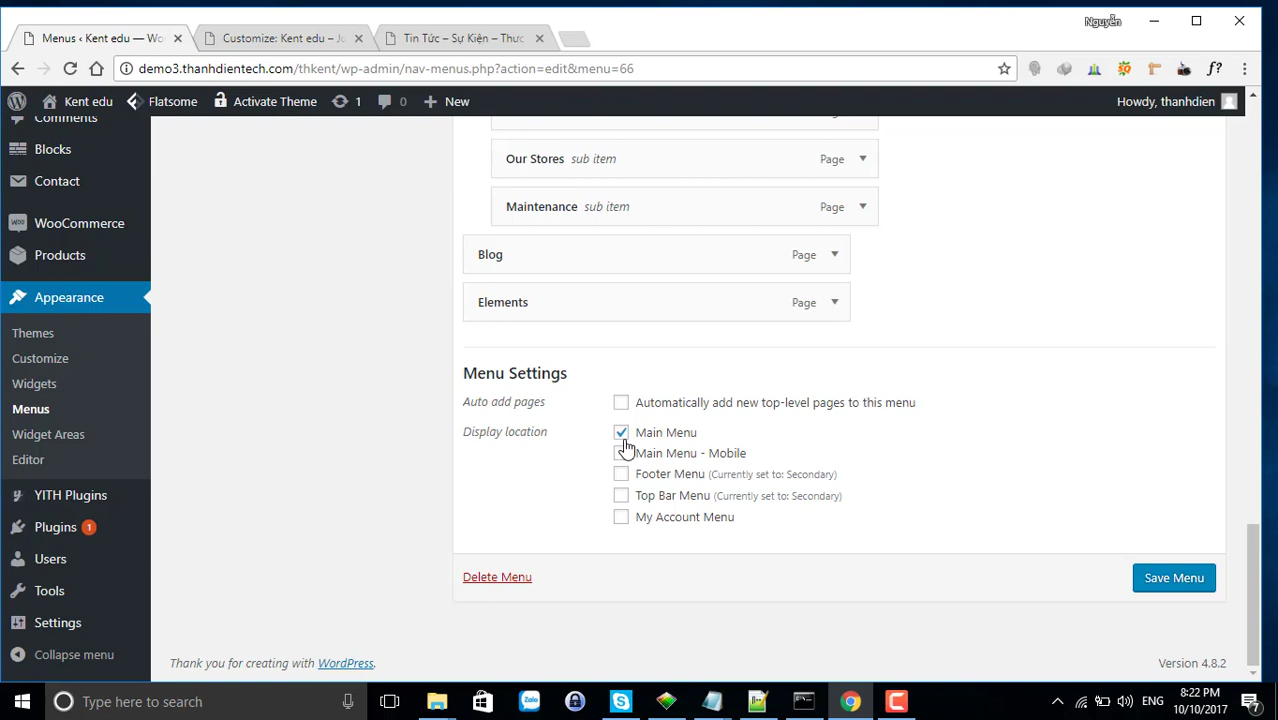 Nguyễn
Menus ‹ Kent edu — Wo
Customize: Kent edu – Jo
Tin Tức – Sự Kiện – Thực
demo3.thanhdientech.com/thkent/wp-admin/nav-menus.php?action=edit&menu=66
Kent edu
Flatsome
Activate Theme
1
0
New
Howdy, thanhdien
Comments
Blocks
Contact
WooCommerce
Products
Appearance
Themes
Customize
Widgets
Menus
Widget Areas
Editor
YITH Plugins
Plugins 1
Users
Tools
Settings
Collapse menu
Our Stores sub item Page
Maintenance sub item Page
Blog Page
Elements Page
Menu Settings
Auto add pages Automatically add new top-level pages to this menu
Display location Main Menu
Main Menu - Mobile
Footer Menu (Currently set to: Secondary)
Top Bar Menu (Currently set to: Secondary)
My Account Menu
Delete Menu
Save Menu
Thank you for creating with WordPress.
Version 4.8.2
Type here to search
ENG
8:22 PM
10/10/2017
7